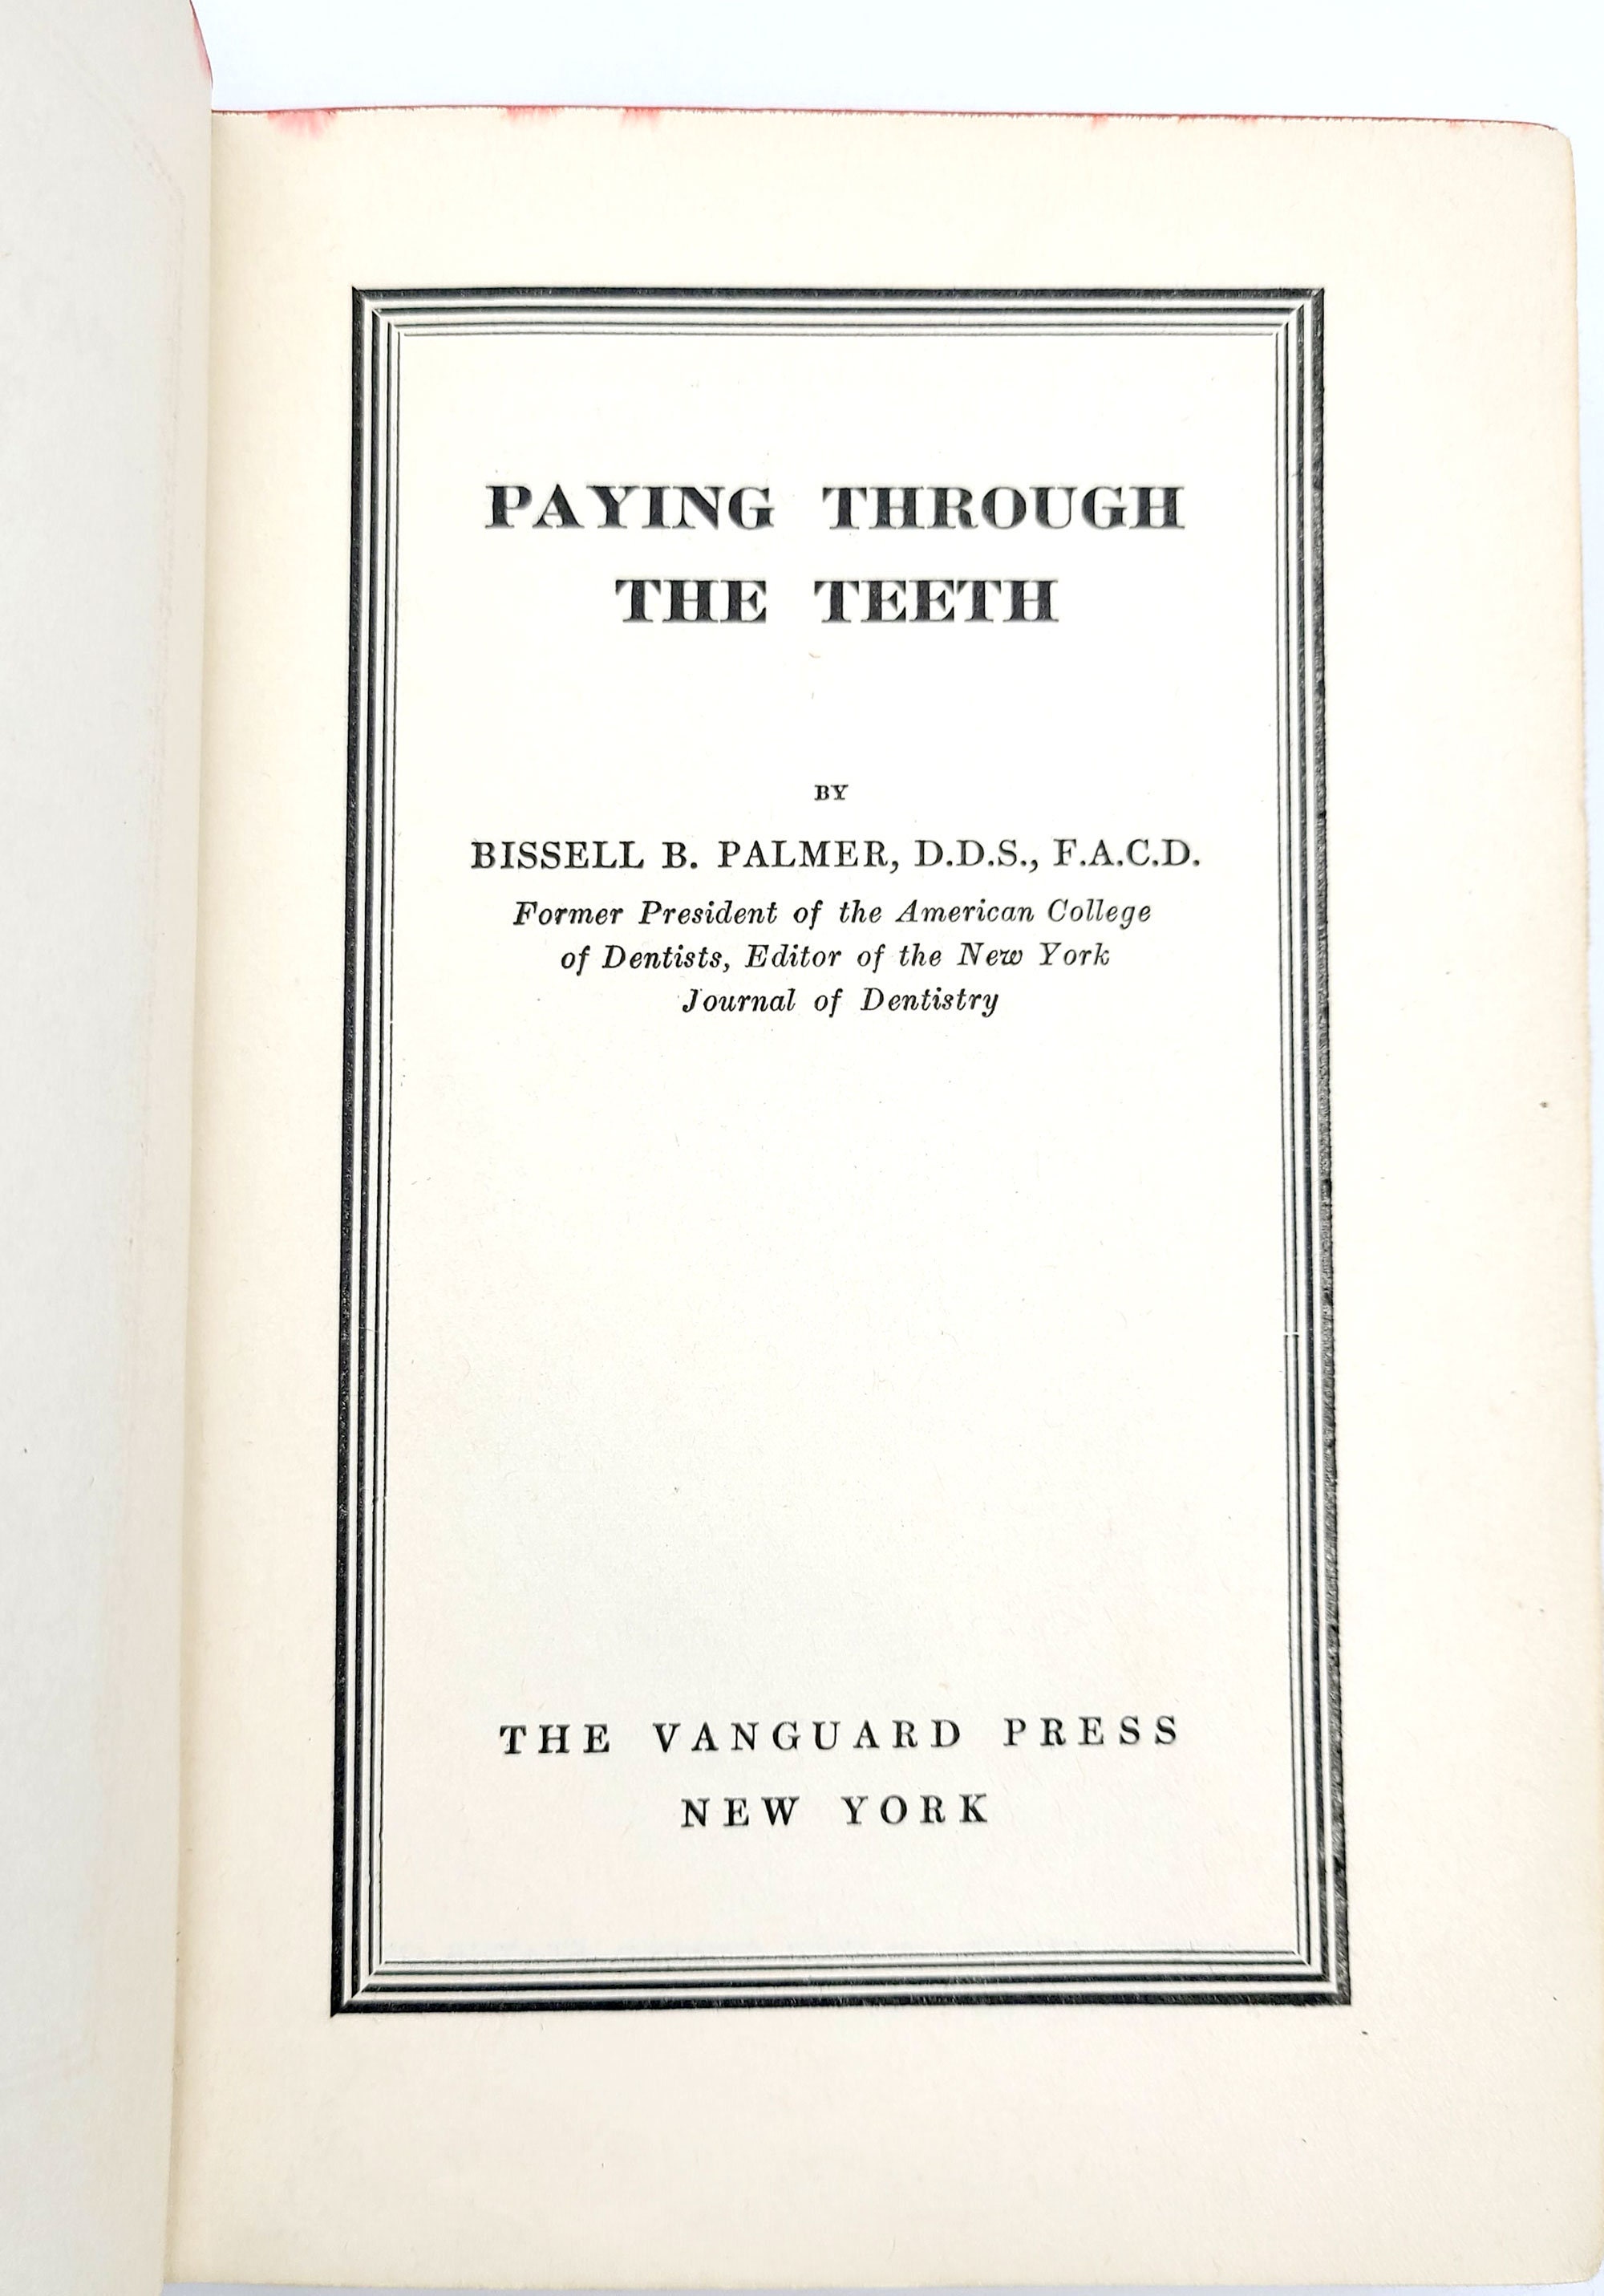 PAYING THROUGH
THE TEETH
BY
BISSELL B. PALMER, D.D.S., F.A.C.D.
Former President of the American College
of Dentists, Editor of the New York
Journal of Dentistry
THE VANGUARD PRESS
NEW YORK